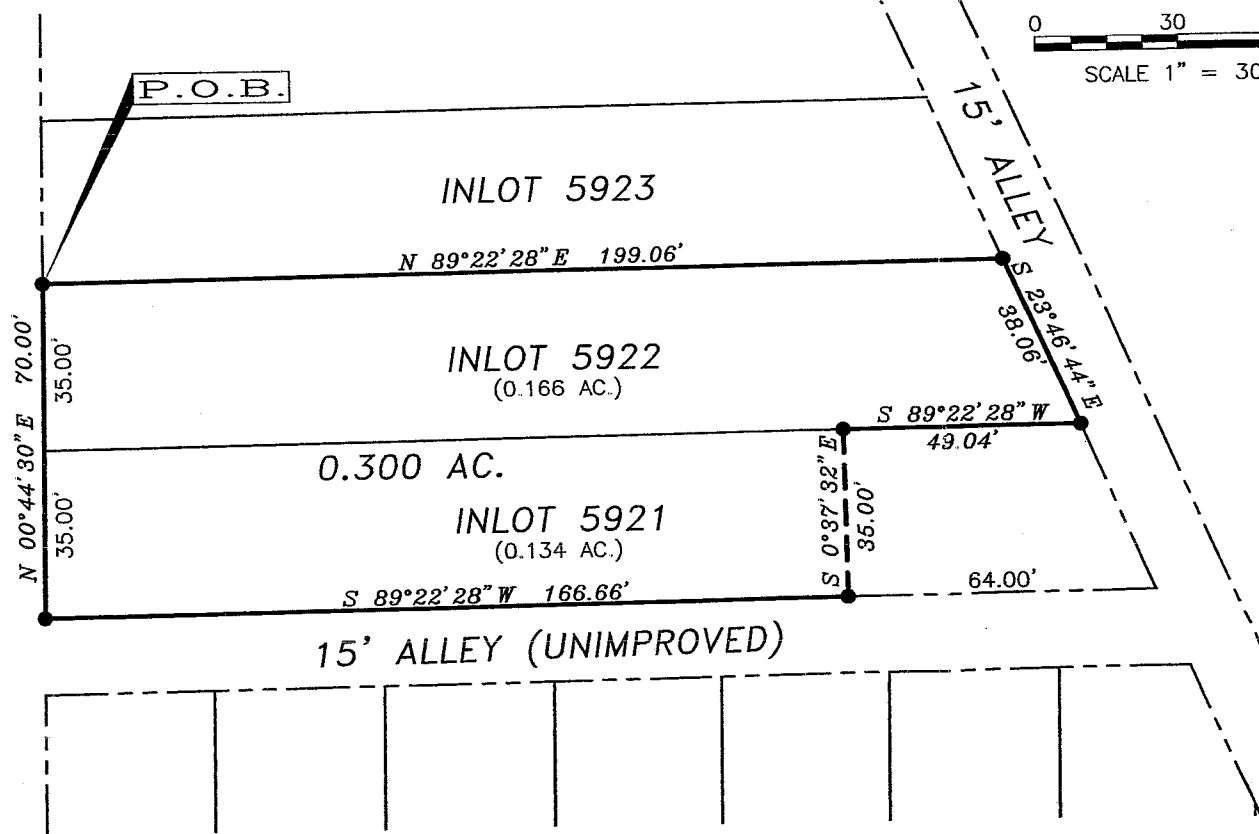 0 30
SCALE 1" = 30
P.O.B.
15' ALLEY
INLOT 5923
N 89°22'28" E 199.06'
S 23°46'44" E
38.06'
N 00°44'30" E 70.00'
35.00'
INLOT 5922
(0.166 AC.)
S 89°22'28" W
49.04'
0.300 AC.
S 0°37'32" E
35.00'
35.00'
INLOT 5921
(0.134 AC.)
64.00'
S 89°22'28" W 166.66'
15' ALLEY (UNIMPROVED)